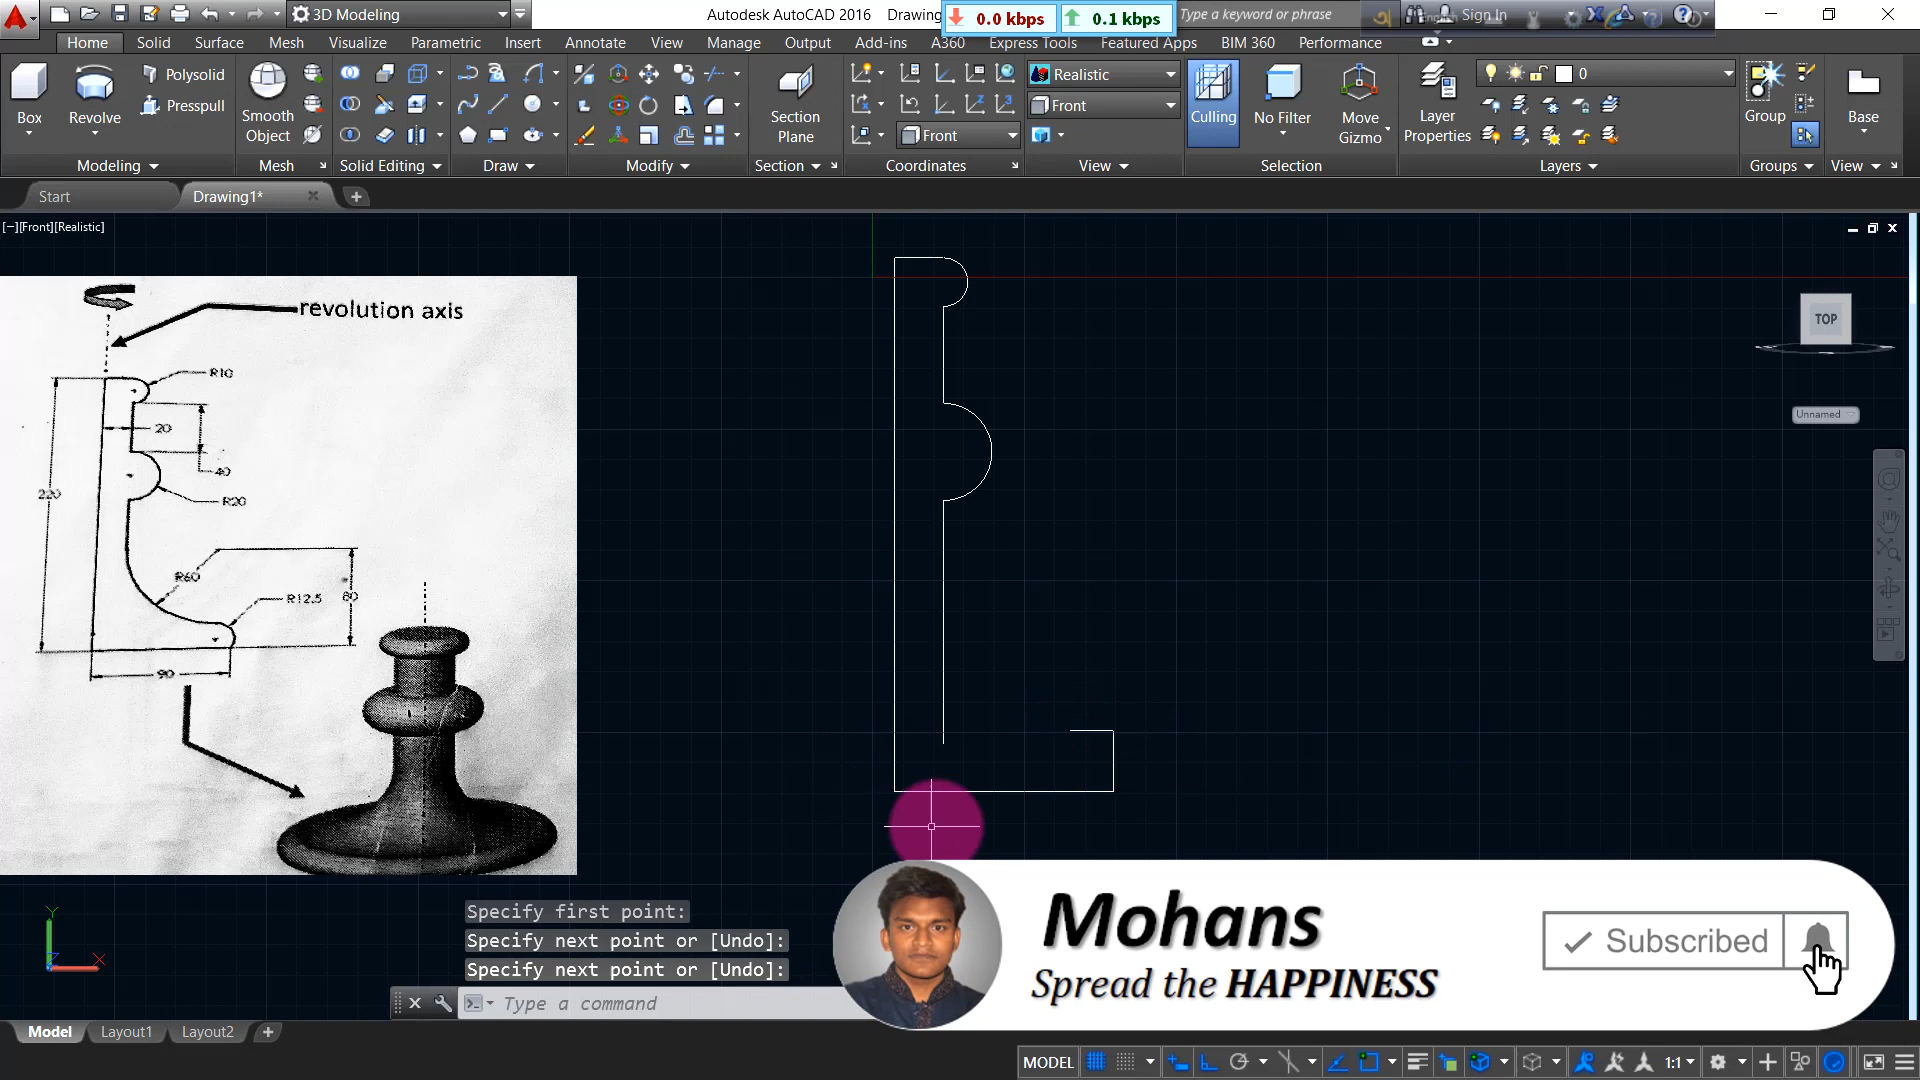 3D Modeling
Autodesk AutoCAD 2016
Drawing
0.0 kbps
0.1 kbps
Type a keyword or phrase
Sign In
Home
Solid
Surface
Mesh
Visualize
Parametric
Insert
Annotate
View
Manage
Output
Add-ins
A360
Express Tools
Featured Apps
BIM 360
Performance
Box
Revolve
Polysolid
Presspull
Smooth
Object
Section
Plane
Realistic
Front
Front
Culling
No Filter
Move
Gizmo
Layer
Properties
0
Group
Base
Modeling
Mesh
Solid Editing
Draw
Modify
Section
Coordinates
View
Selection
Layers
Groups
View
Start
Drawing1*
[−][Front][Realistic]
TOP
Unnamed
revolution axis
R10
20
40
220
R20
R60
R12.5
80
90
Specify first point:
Specify next point or [Undo]:
Specify next point or [Undo]:
Type a command
Y
X
Mohans
Spread the HAPPINESS
Subscribed
Model
Layout1
Layout2
MODEL
1:1